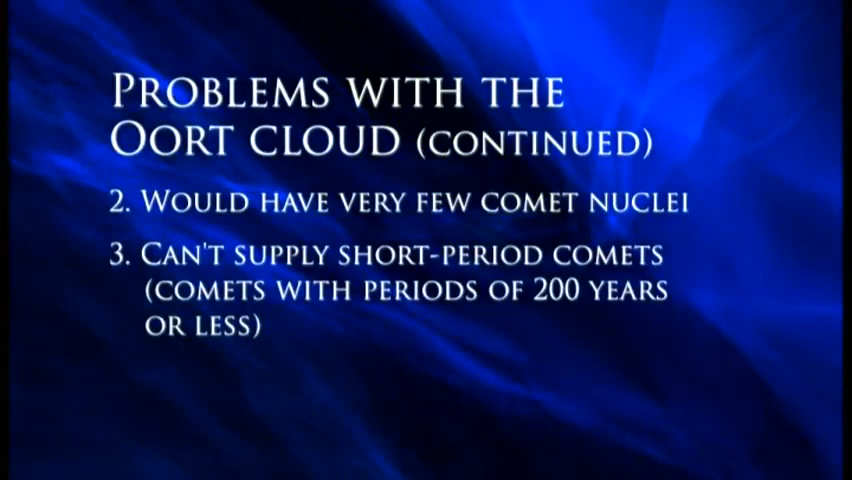 PROBLEMS WITH THE
OORT CLOUD (CONTINUED)
2. WOULD HAVE VERY FEW COMET NUCLEI
3. CAN'T SUPPLY SHORT-PERIOD COMETS
(COMETS WITH PERIODS OF 200 YEARS
OR LESS)